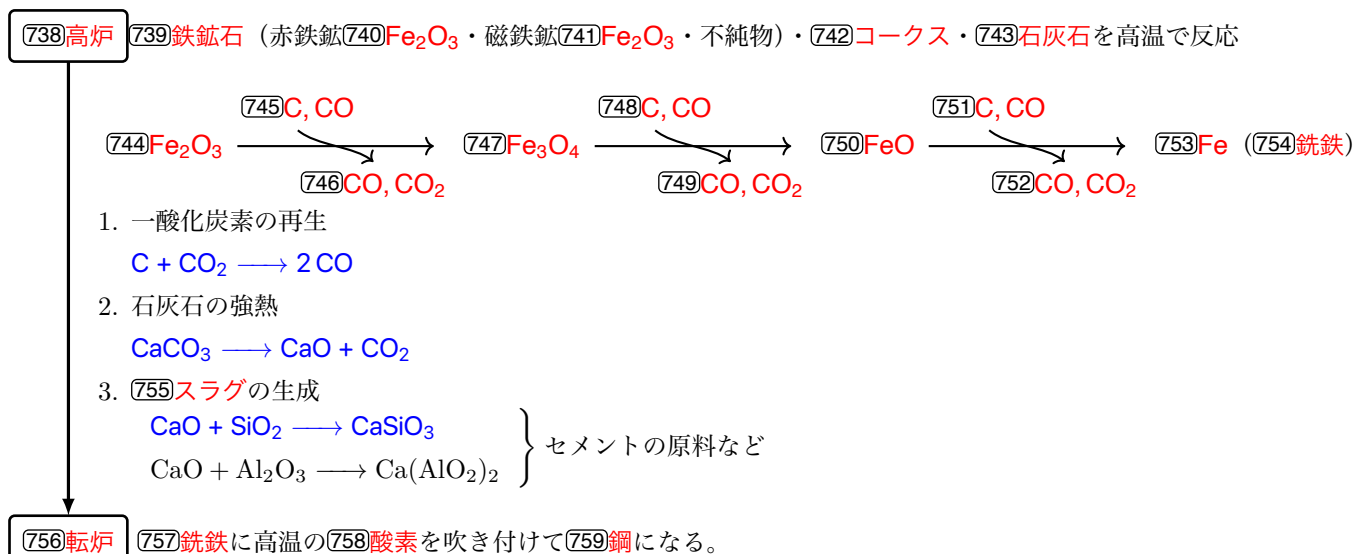 738高炉 739鉄鉱石（赤鉄鉱740Fe₂O₃・磁鉄鉱741Fe₂O₃・不純物）・742コークス・743石灰石を高温で反応
745C, CO 748C, CO 751C, CO
744Fe₂O₃ ⟶ 747Fe₃O₄ ⟶ 750FeO ⟶ 753Fe（754銑鉄）
746CO, CO₂ 749CO, CO₂ 752CO, CO₂
1. 一酸化炭素の再生
C + CO₂ ⟶ 2 CO
2. 石灰石の強熱
CaCO₃ ⟶ CaO + CO₂
3. 755スラグの生成
CaO + SiO₂ ⟶ CaSiO₃
CaO + Al₂O₃ ⟶ Ca(AlO₂)₂
セメントの原料など
756転炉 757銑鉄に高温の758酸素を吹き付けて759鋼になる。